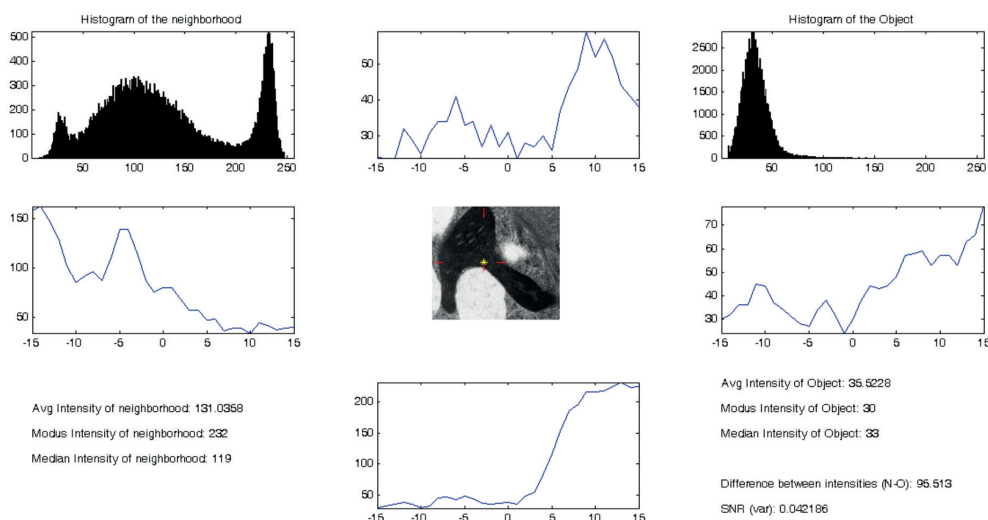 Histogram of the neighborhood
500
400
300
200
100
0
50 100 150 200 250
60
50
40
30
-15 -10 -5 0 5 10 15
Histogram of the Object
2500
2000
1500
1000
500
0
50 100 150 200 250
150
100
50
-15 -10 -5 0 5 10 15
70
60
50
40
30
-15 -10 -5 0 5 10 15
Avg Intensity of neighborhood: 131.0358
Modus Intensity of neighborhood: 232
Median Intensity of neighborhood: 119
200
150
100
50
-15 -10 -5 0 5 10 15
Avg Intensity of Object: 35.5228
Modus Intensity of Object: 30
Median Intensity of Object: 33
Difference between intensities (N-O): 95.513
SNR (var): 0.042186